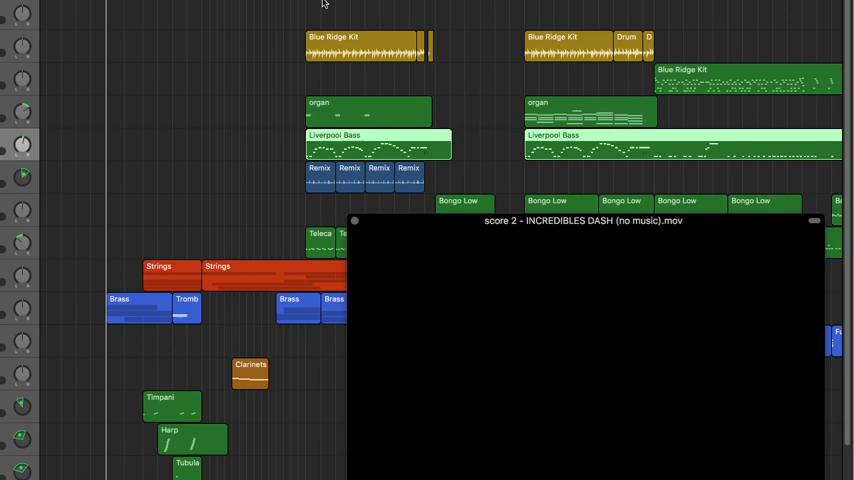 Blue Ridge Kit
Blue Ridge Kit Drum D
Blue Ridge Kit
organ organ
Liverpool Bass Liverpool Bass
Remix Remix Remix Remix
Bongo Low Bongo Low Bongo Low Bongo Low Bongo Low
score 2 - INCREDIBLES DASH (no music).mov
Teleca Te
Strings Strings
Brass Tromb Brass Brass
Clarinets
Timpani
Harp
Tubula